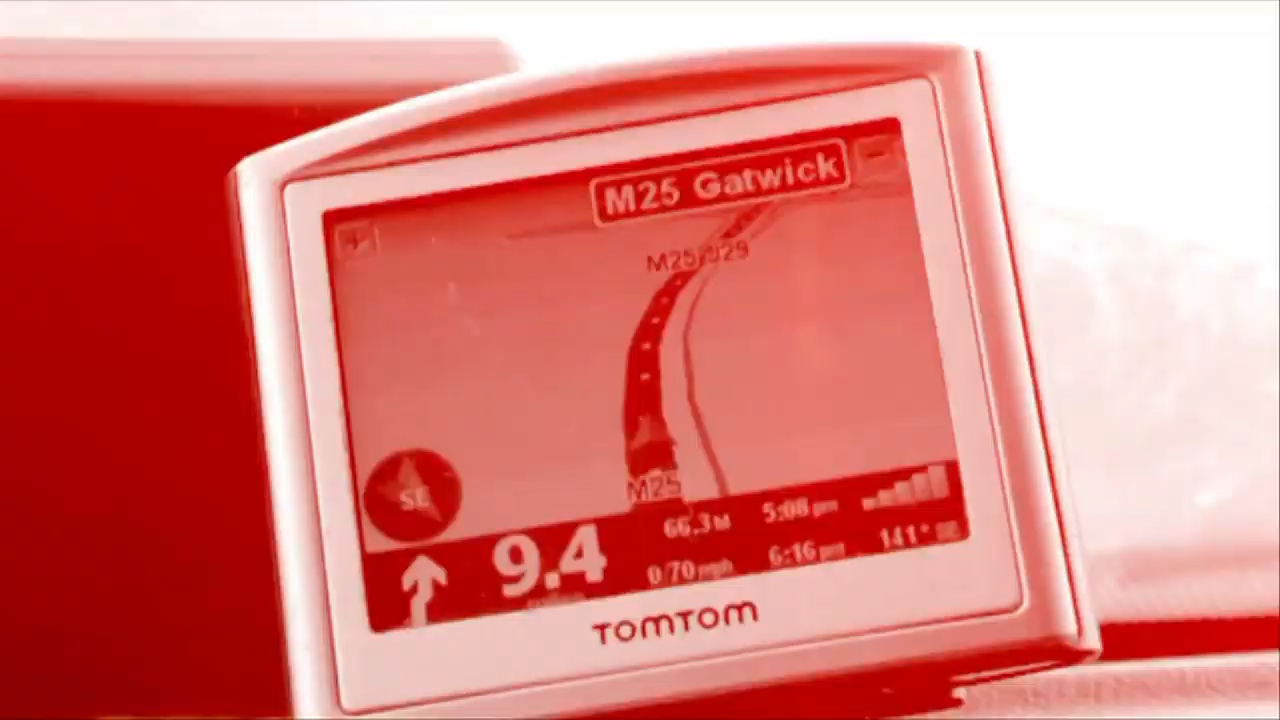 M25 Gatwick
M25 J29
M25
SE
9.4
66.3M
5:08 pm
0/70 mph
6:16 pm
141°
TOMTOM